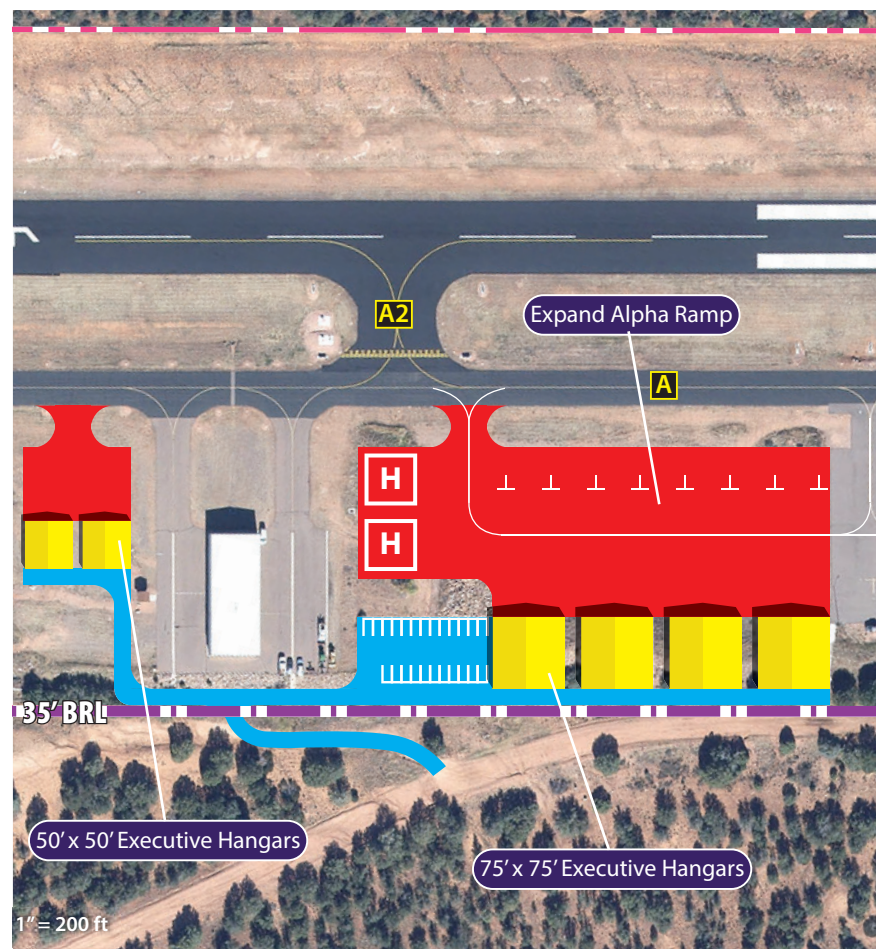 A2
Expand Alpha Ramp
A
H
H
35’ BRL
50’ x 50’ Executive Hangars
75’ x 75’ Executive Hangars
1” = 200 ft